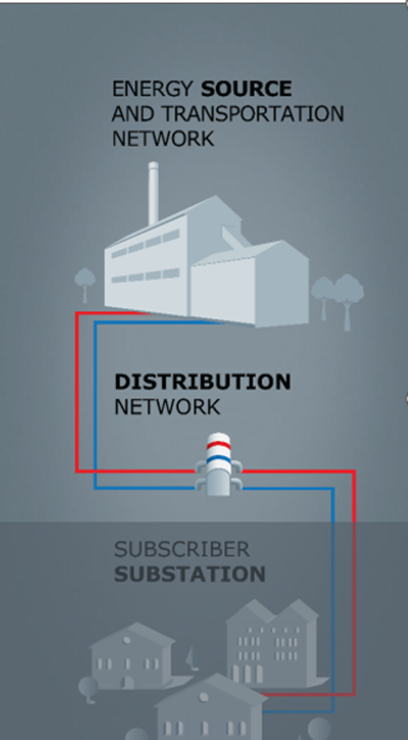 ENERGY SOURCE
AND TRANSPORTATION
NETWORK
DISTRIBUTION
NETWORK
SUBSCRIBER
SUBSTATION